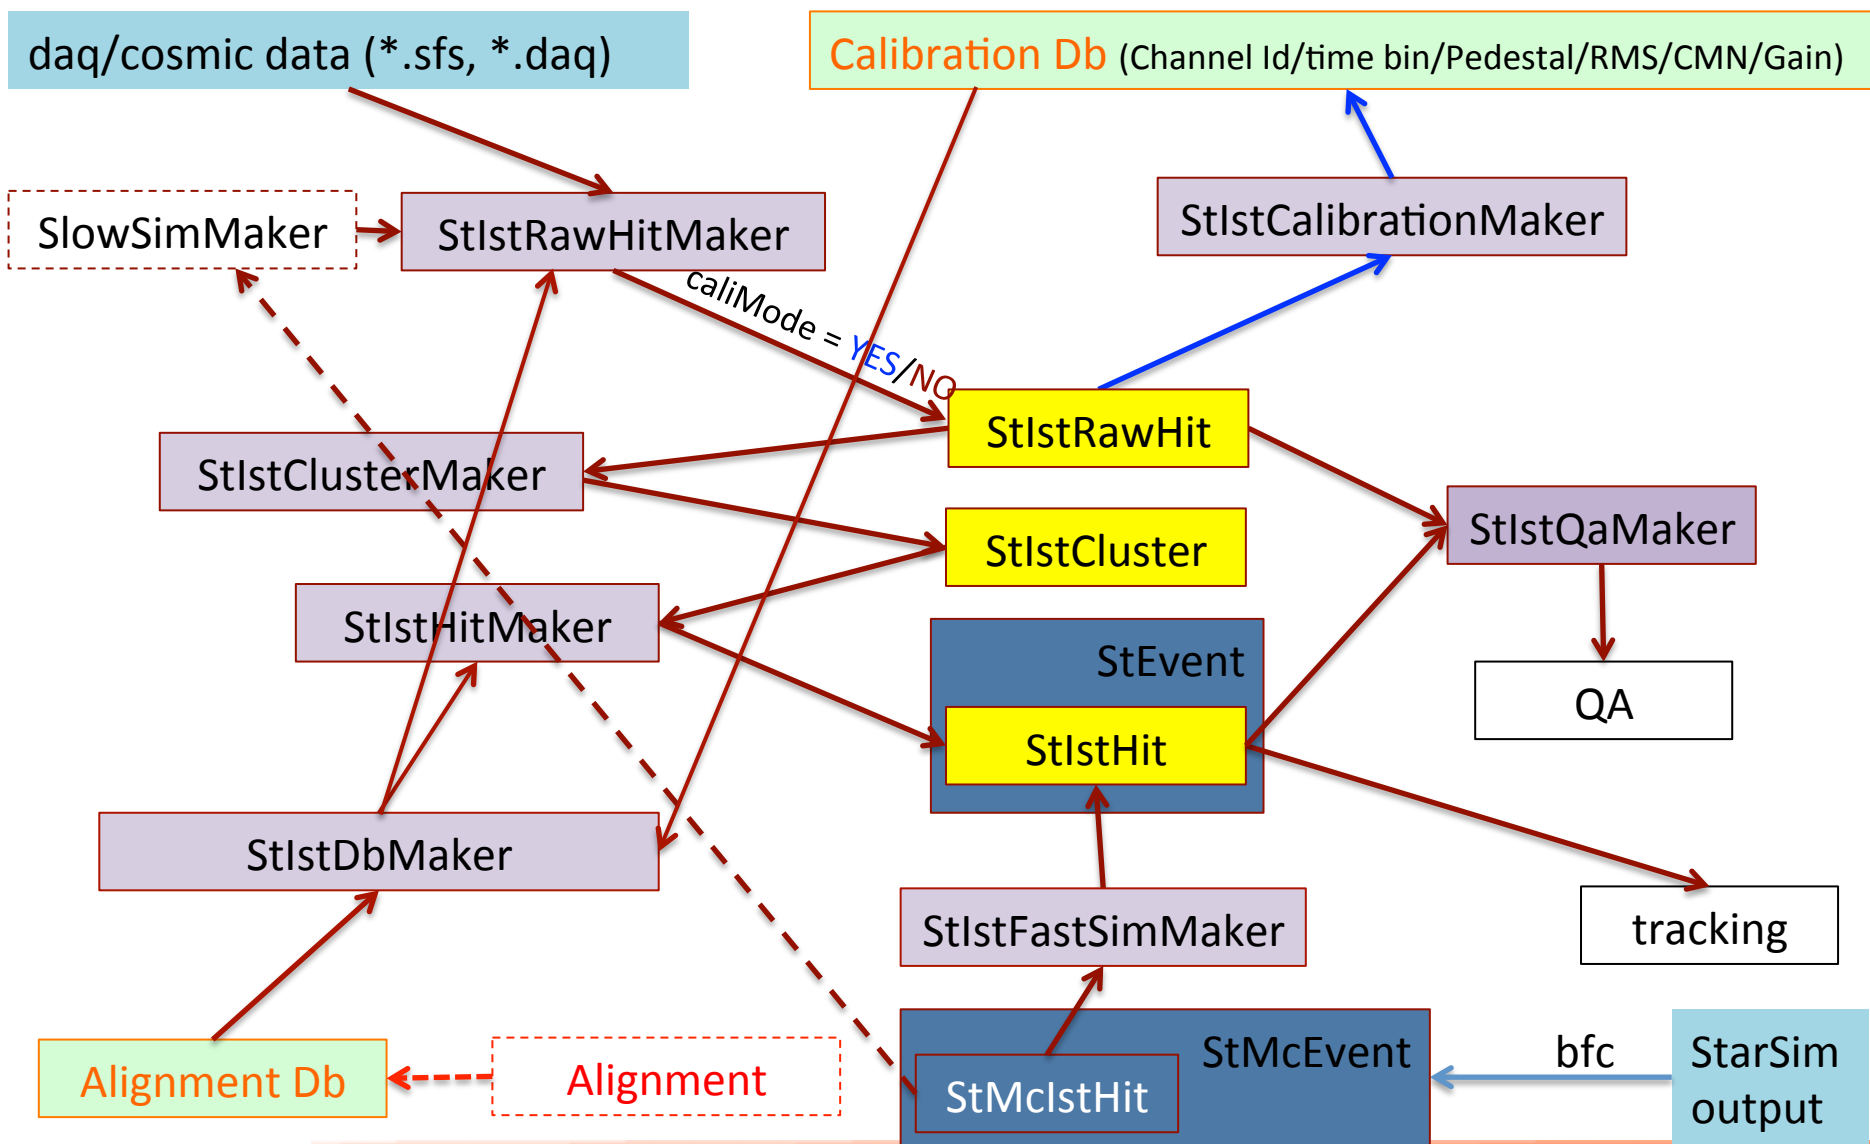 daq/cosmic data (*.sfs, *.daq)
Calibration Db (Channel Id/time bin/Pedestal/RMS/CMN/Gain)
SlowSimMaker
StIstRawHitMaker
StIstCalibrationMaker
caliMode = YES/NO
StIstRawHit
StIstClusterMaker
StIstQaMaker
StIstCluster
StIstHitMaker
StEvent
QA
StIstHit
StIstDbMaker
StIstFastSimMaker
tracking
StMcEvent
bfc
StarSim
output
Alignment Db
Alignment
StMcIstHit